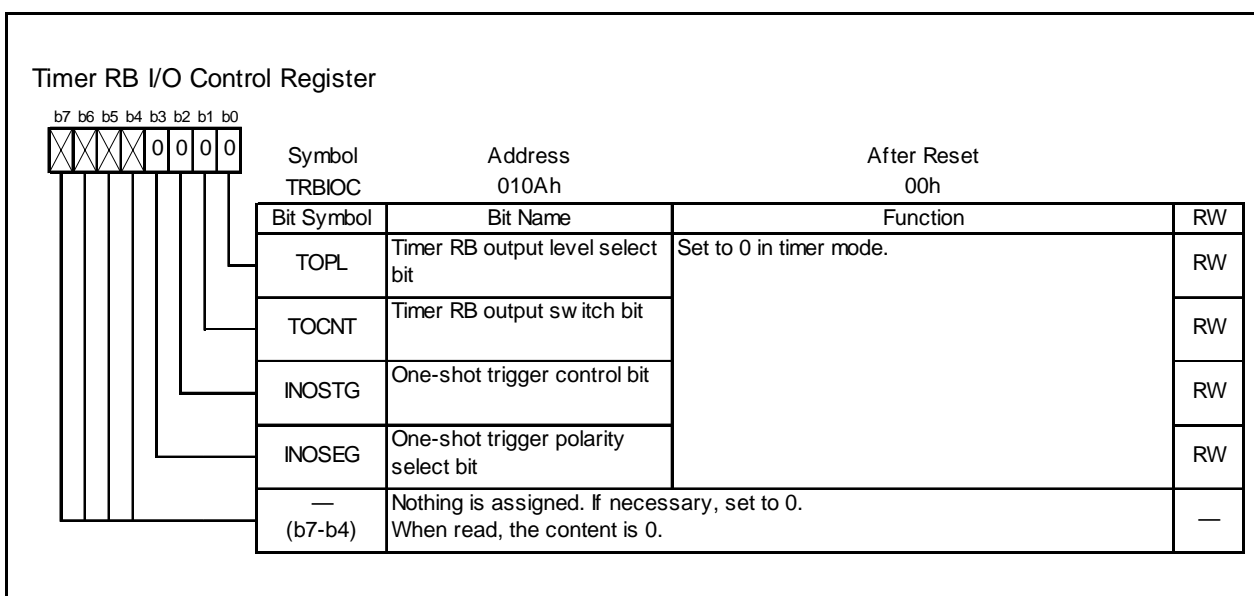 Timer RB I/O Control Register
b7 b6 b5 b4 b3 b2 b1 b0
0 0 0 0
Symbol Address After Reset
TRBIOC 010Ah 00h
Bit Symbol Bit Name Function RW
TOPL Timer RB output level select bit Set to 0 in timer mode. RW
TOCNT Timer RB output switch bit RW
INOSTG One-shot trigger control bit RW
INOSEG One-shot trigger polarity select bit RW
— Nothing is assigned. If necessary, set to 0. —
(b7-b4) When read, the content is 0.